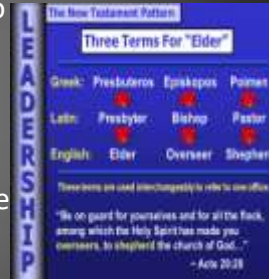 LEADERSHIP
The New Testament Pattern
Three Terms For "Elder"
Greek: Presbuteros Episkopos Poimen
Latin: Presbyter Bishop Pastor
English: Elder Overseer Shepher
These terms are used interchangeably to refer to one office
"Be on guard for yourselves and for all the flock,
among which the Holy Spirit has made you
overseers, to shepherd the church of God..."
– Acts 20:28